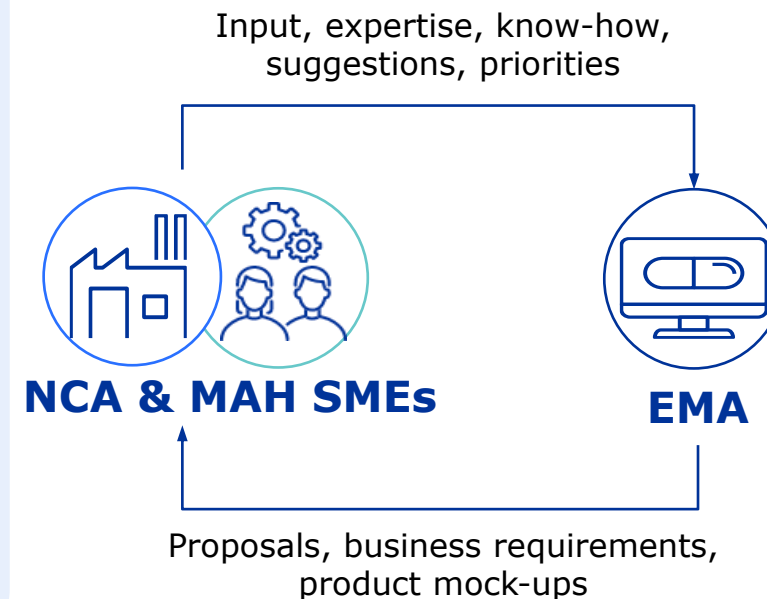 Input, expertise, know-how,
suggestions, priorities
NCA & MAH SMEs
EMA
Proposals, business requirements,
product mock-ups